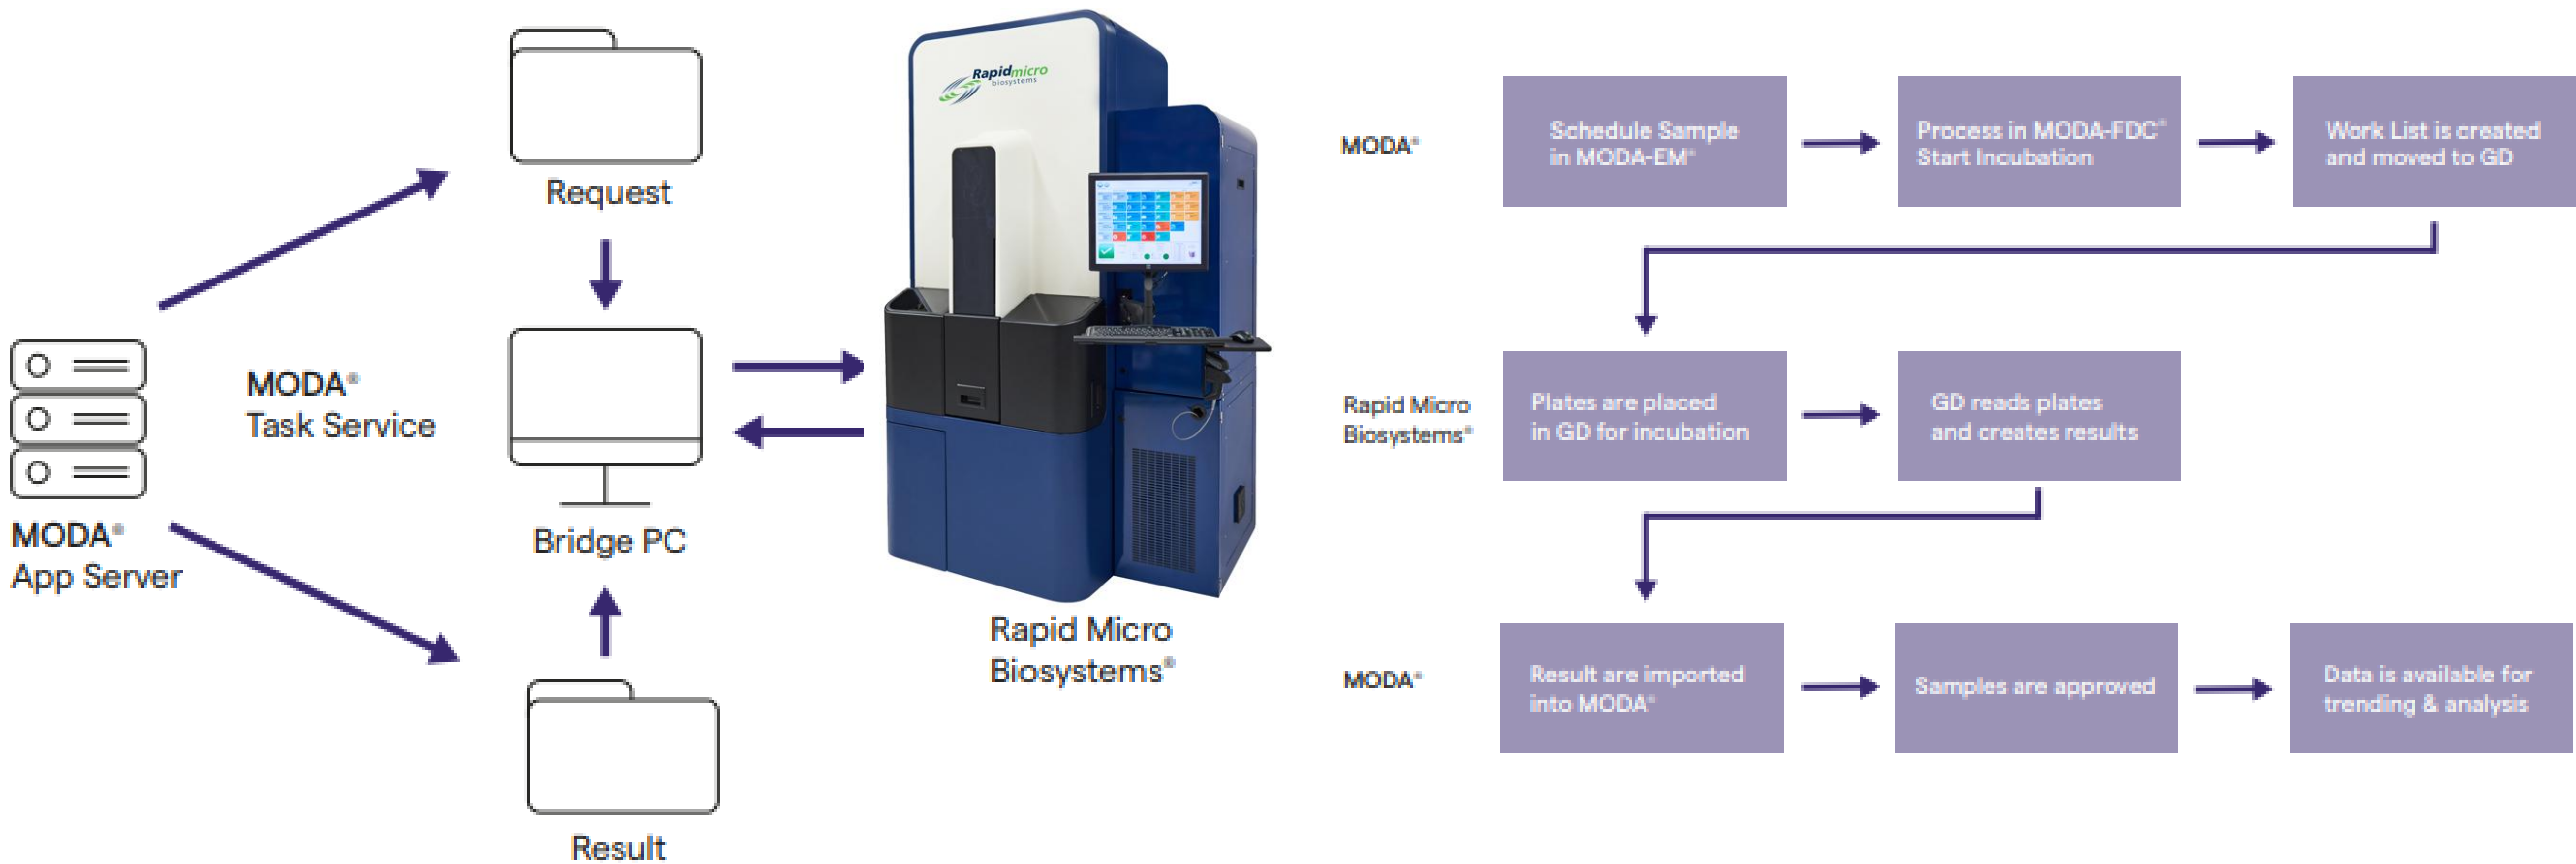 Request
MODA®
Task Service
MODA®
App Server
Bridge PC
Result
Rapidmicro
biosystems
Rapid Micro
Biosystems®
MODA®
Schedule Sample
in MODA-EM®
Process in MODA-FDC®
Start Incubation
Work List is created
and moved to GD
Rapid Micro
Biosystems®
Plates are placed
in GD for incubation
GD reads plates
and creates results
MODA®
Result are imported
into MODA®
Samples are approved
Data is available for
trending & analysis